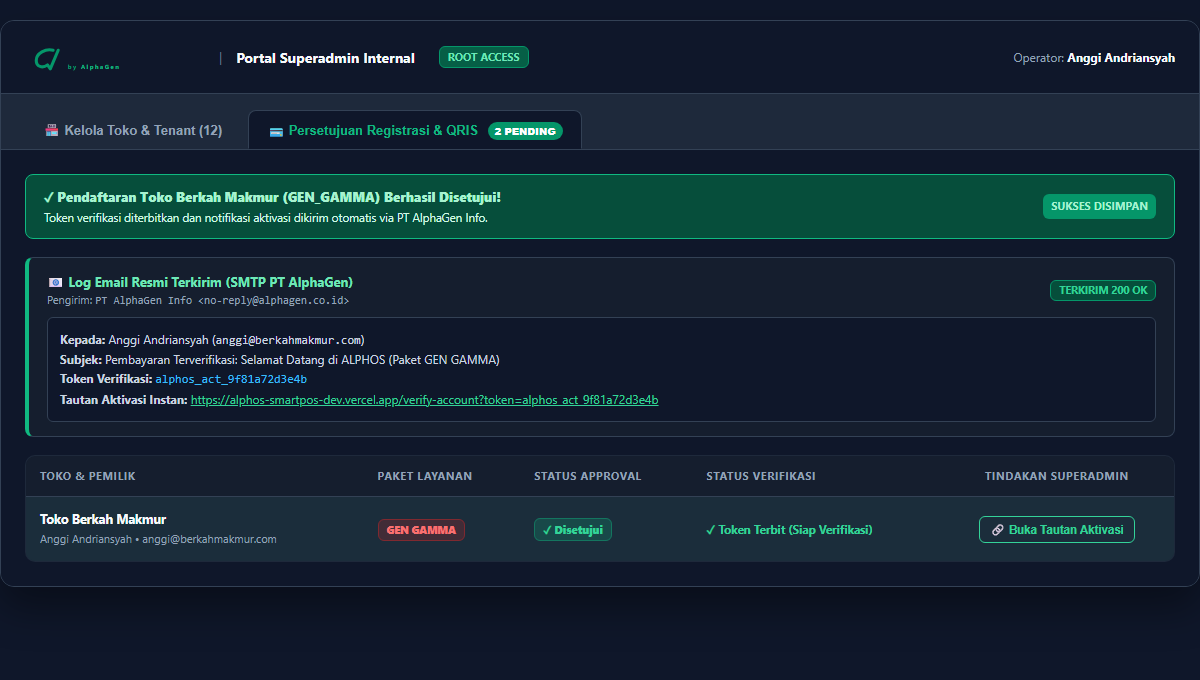 by AlphaGen
| Portal Superadmin Internal ROOT ACCESS Operator: Anggi Andriansyah
Kelola Toko & Tenant (12) Persetujuan Registrasi & QRIS 2 PENDING
✓ Pendaftaran Toko Berkah Makmur (GEN_GAMMA) Berhasil Disetujui!
Token verifikasi diterbitkan dan notifikasi aktivasi dikirim otomatis via PT AlphaGen Info.
SUKSES DISIMPAN
Log Email Resmi Terkirim (SMTP PT AlphaGen)
Pengirim: PT AlphaGen Info <no-reply@alphagen.co.id>
TERKIRIM 200 OK
Kepada: Anggi Andriansyah (anggi@berkahmakmur.com)
Subjek: Pembayaran Terverifikasi: Selamat Datang di ALPHOS (Paket GEN GAMMA)
Token Verifikasi: alphos_act_9f81a72d3e4b
Tautan Aktivasi Instan: https://alphos-smartpos-dev.vercel.app/verify-account?token=alphos_act_9f81a72d3e4b
TOKO & PEMILIK PAKET LAYANAN STATUS APPROVAL STATUS VERIFIKASI TINDAKAN SUPERADMIN
Toko Berkah Makmur
Anggi Andriansyah • anggi@berkahmakmur.com
GEN GAMMA ✓ Disetujui ✓ Token Terbit (Siap Verifikasi) Buka Tautan Aktivasi